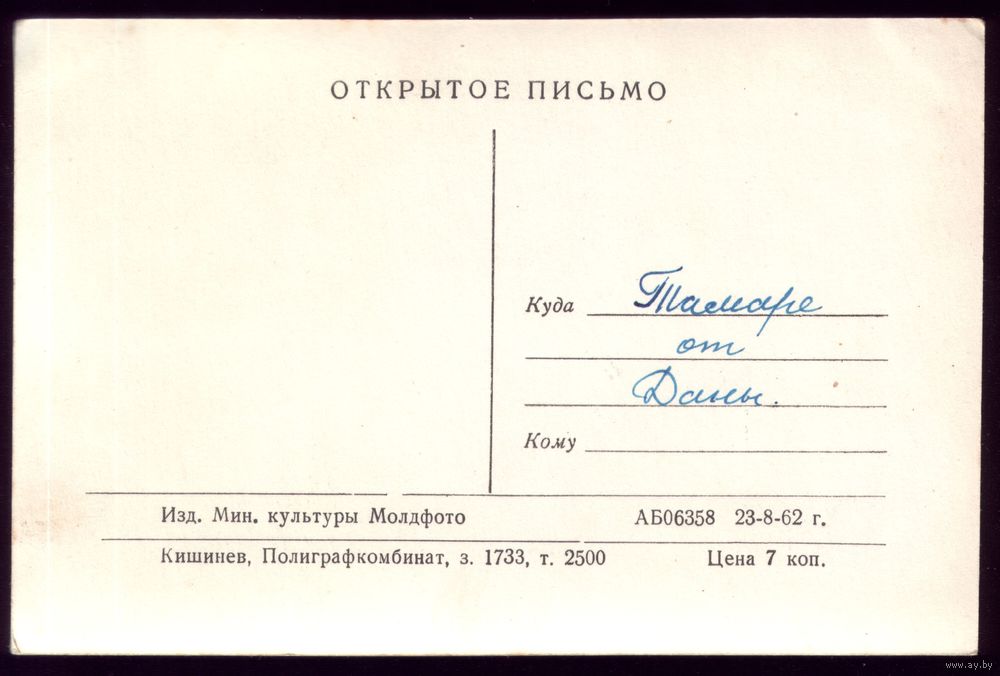 ОТКРЫТОЕ ПИСЬМО
Куда Тамаре
от
Даны.
Кому
Изд. Мин. культуры Молдфото АБ06358 23-8-62 г.
Кишинев, Полиграфкомбинат, з. 1733, т. 2500 Цена 7 коп.
www.ay.by